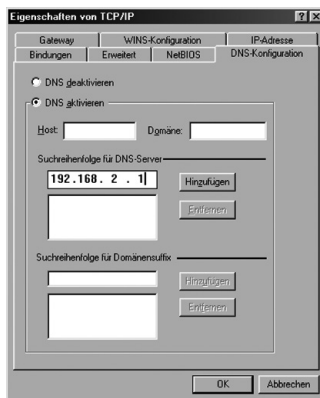 Eigenschaften von TCP/IP
Gateway WINS-Konfiguration IP-Adresse
Bindungen Erweitert NetBIOS DNS-Konfiguration
DNS deaktivieren
DNS aktivieren
Host: Domäne:
Suchreihenfolge für DNS-Server
192.168. 2 . 1
Hinzufügen
Entfernen
Suchreihenfolge für Domänensuffix
Hinzufügen
Entfernen
OK Abbrechen